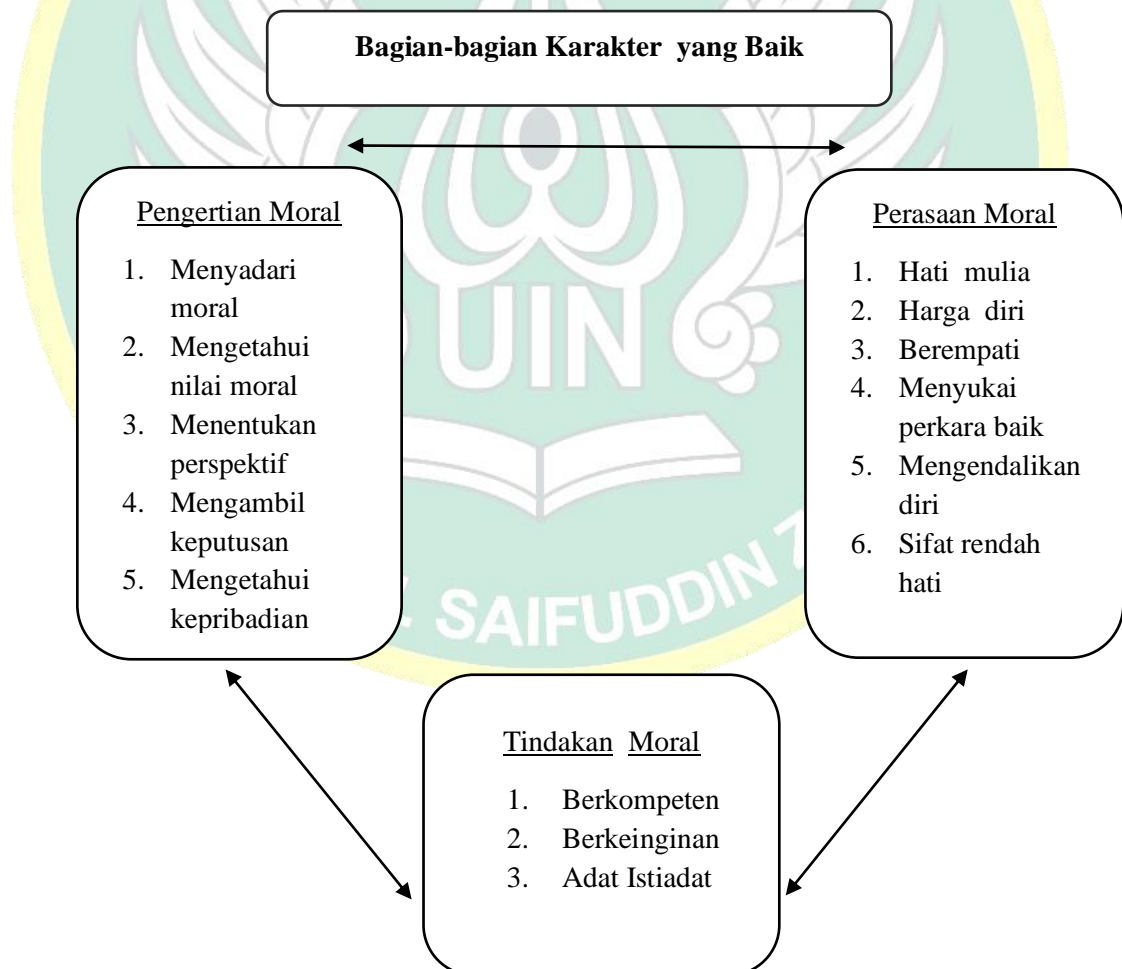 Bagian-bagian Karakter yang Baik
Pengertian Moral
1. Menyadari
moral
2. Mengetahui
nilai moral
3. Menentukan
perspektif
4. Mengambil
keputusan
5. Mengetahui
kepribadian
Perasaan Moral
1. Hati mulia
2. Harga diri
3. Berempati
4. Menyukai
perkara baik
5. Mengendalikan
diri
6. Sifat rendah
hati
UIN
SAIFUDDIN
Tindakan Moral
1. Berkompeten
2. Berkeinginan
3. Adat Istiadat